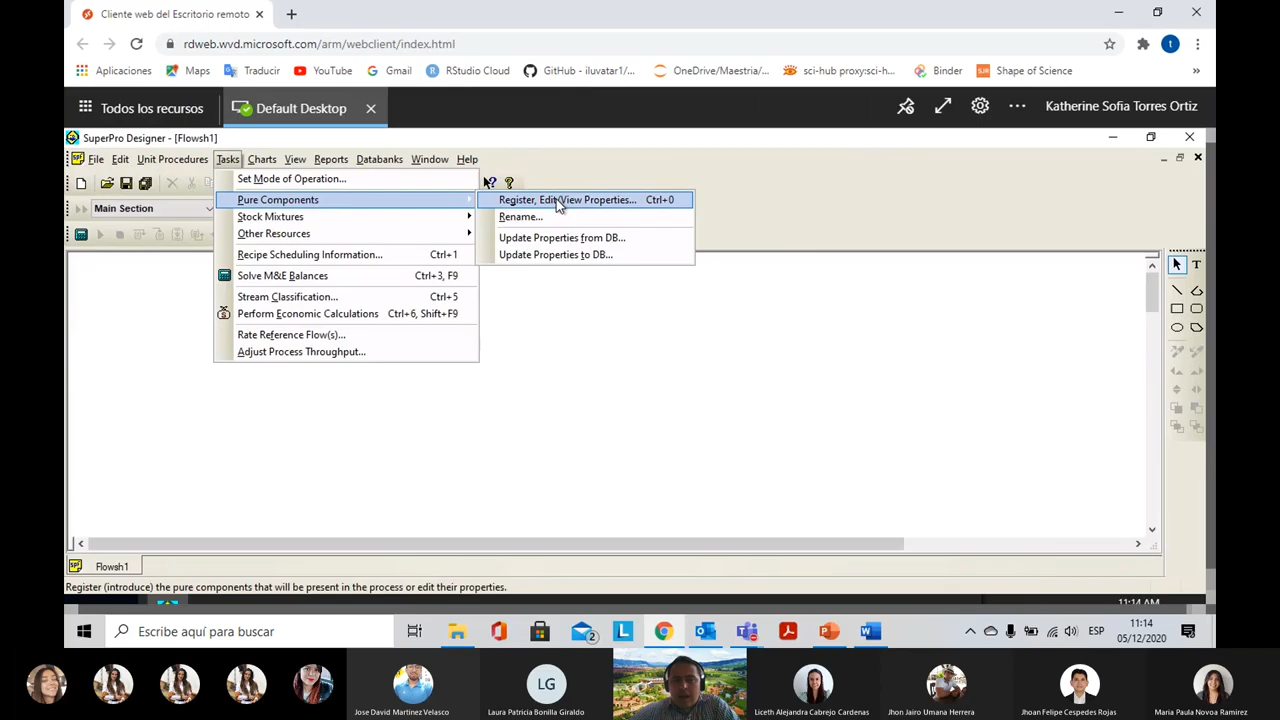 Cliente web del Escritorio remoto
rdweb.wvd.microsoft.com/arm/webclient/index.html
t
Aplicaciones Maps Traducir YouTube Gmail RStudio Cloud GitHub - iluvatar1/... OneDrive/Maestria/... sci-hub proxy:sci-h... Binder Shape of Science »
Todos los recursos Default Desktop Katherine Sofia Torres Ortiz
SuperPro Designer - [Flowsh1]
File Edit Unit Procedures Tasks Charts View Reports Databanks Window Help
Set Mode of Operation...
Main Section
Pure Components
Stock Mixtures
Other Resources
Recipe Scheduling Information... Ctrl+1
Solve M&E Balances Ctrl+3, F9
Stream Classification... Ctrl+5
Perform Economic Calculations Ctrl+6, Shift+F9
Rate Reference Flow(s)...
Adjust Process Throughput...
Register, Edit/View Properties... Ctrl+0
Rename...
Update Properties from DB...
Update Properties to DB...
T
Flowsh1
Register (introduce) the pure components that will be present in the process or edit their properties.
11:14 AM
Escribe aquí para buscar
2
ESP
11:14
05/12/2020
LG
Jose David Martinez Velasco
Laura Patricia Bonilla Giraldo
Liceth Alejandra Cabrejo Cardenas
Jhon Jairo Umana Herrera
Jhoan Felipe Cespedes Rojas
Maria Paula Novoa Ramirez